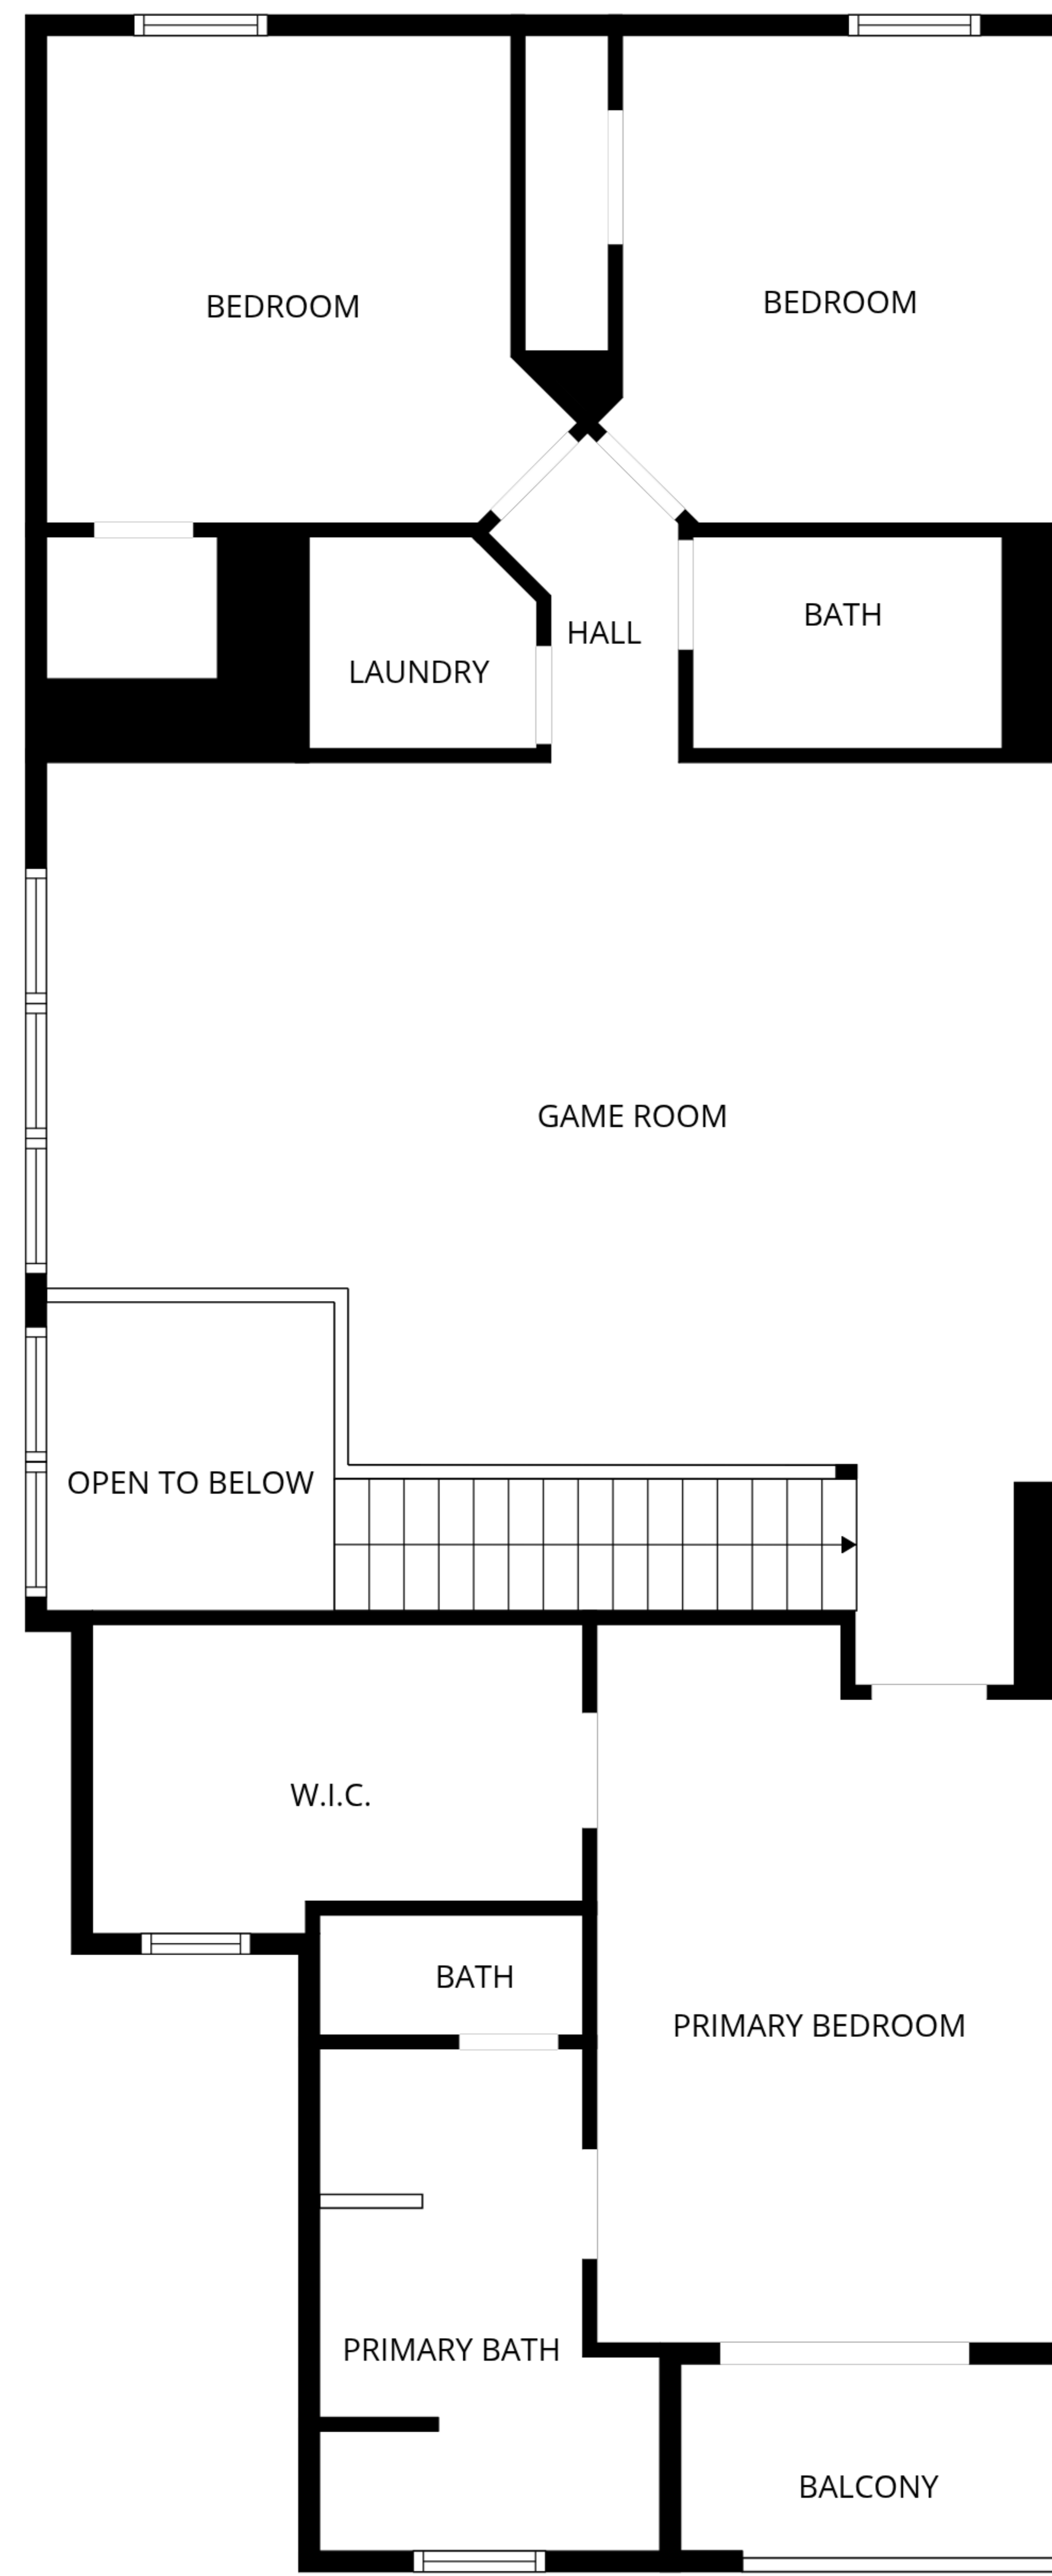 BEDROOM
BEDROOM
BATH
HALL
LAUNDRY
GAME ROOM
OPEN TO BELOW
W.I.C.
BATH
PRIMARY BEDROOM
PRIMARY BATH
BALCONY